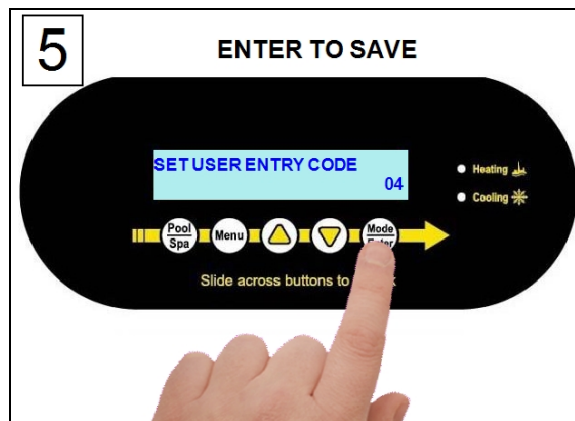 5
ENTER TO SAVE
SET USER ENTRY CODE
04
Heating
Cooling
Pool
Spa
Menu
Mode
Slide across buttons to